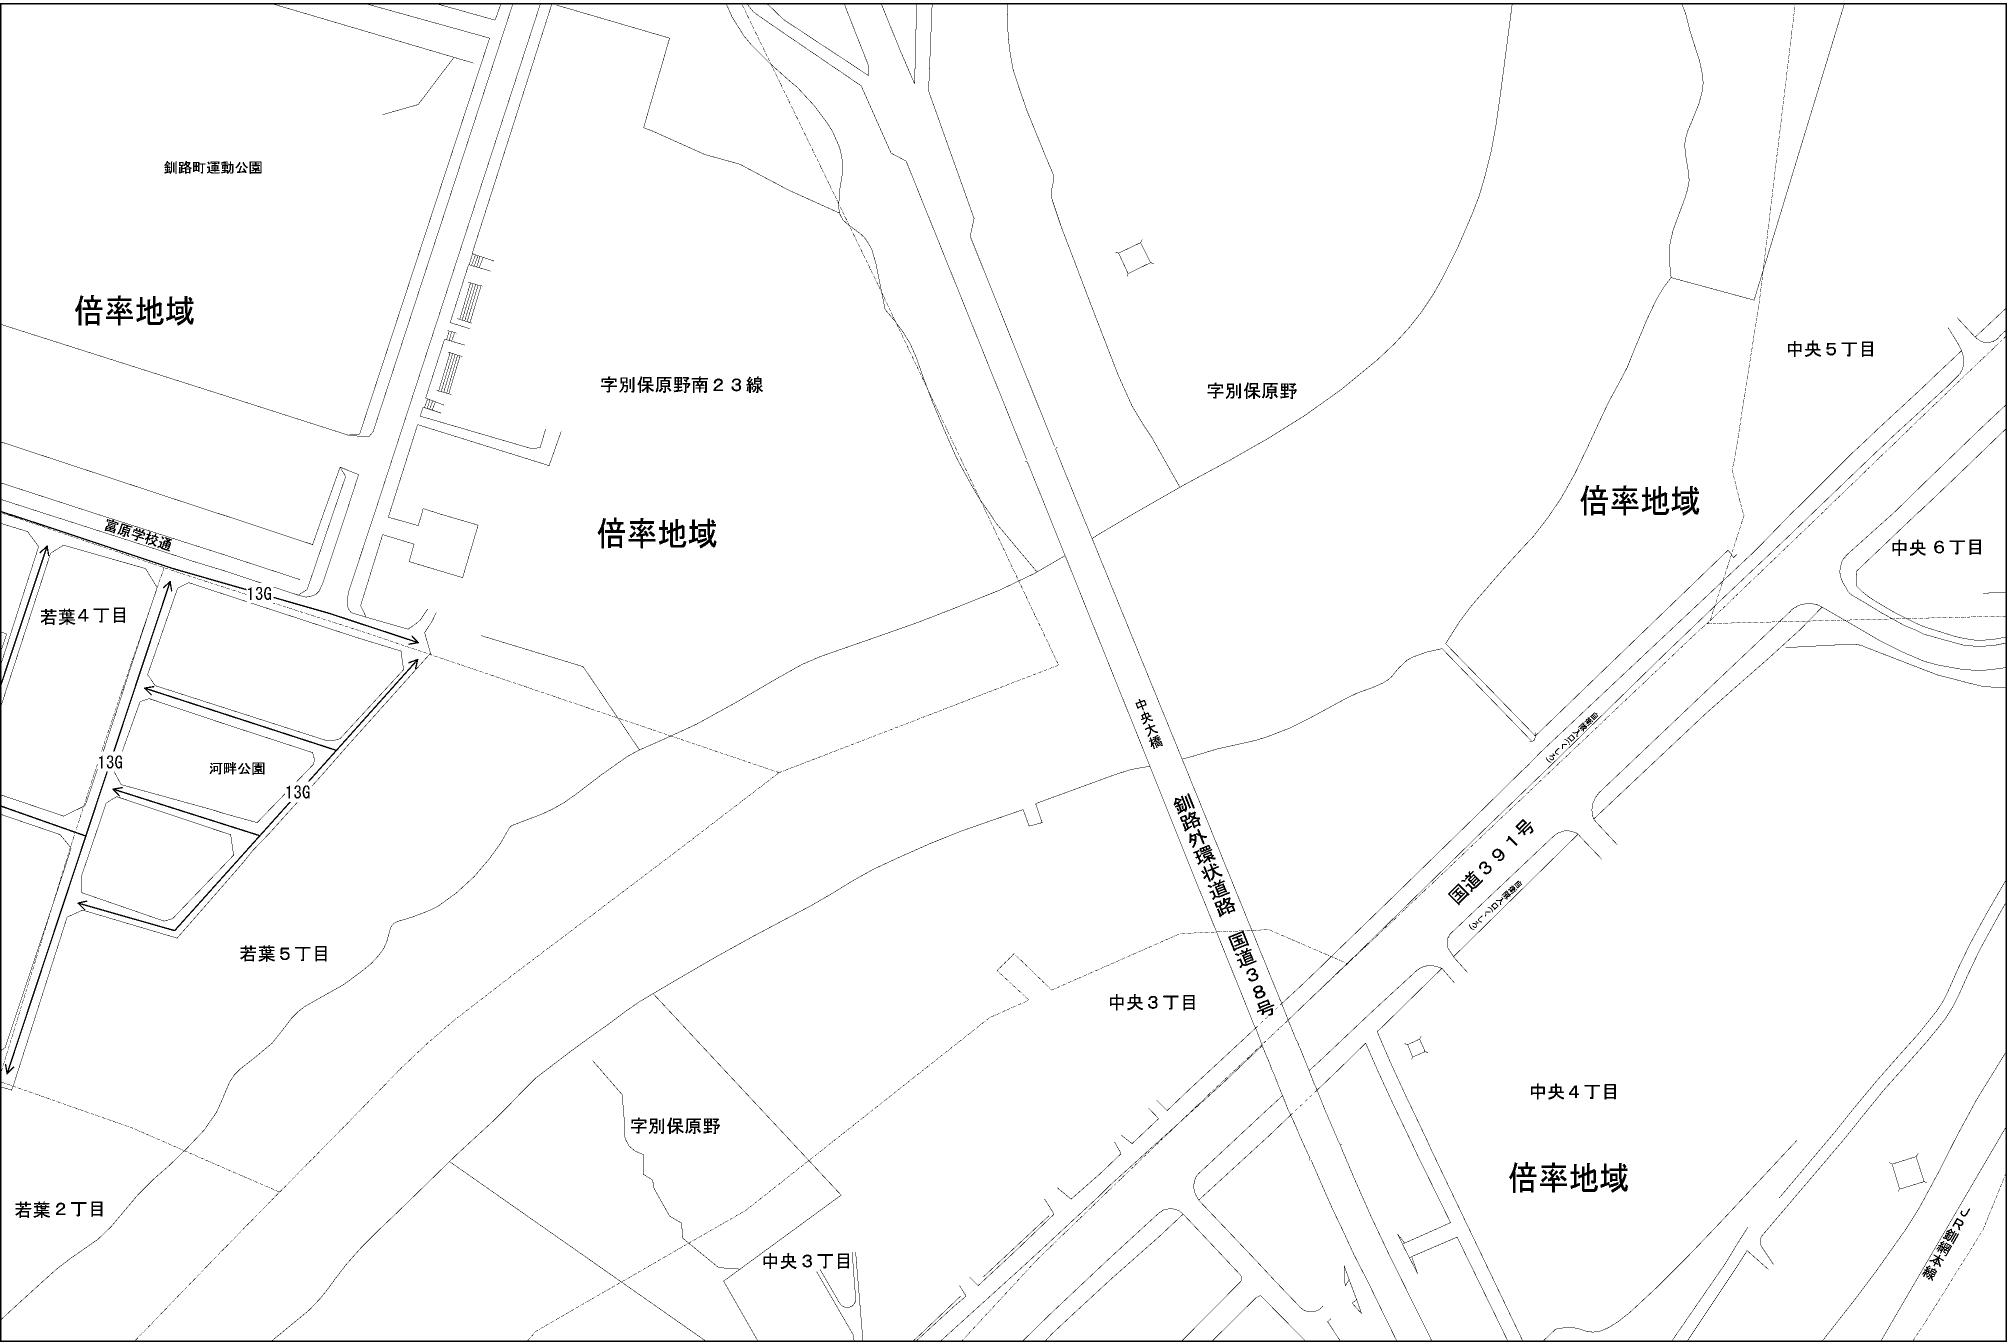 釧路町運動公園
倍率地域
字別保原野南２３線
字別保原野
中央５丁目
倍率地域
倍率地域
富原学校通
中央６丁目
13G
若葉４丁目
中央大橋
13G
河畔公園
13G
釧路外環状道路 国道３８号
国道３９１号
若葉５丁目
中央３丁目
中央４丁目
字別保原野
倍率地域
若葉２丁目
ＪＲ釧網本線
中央３丁目